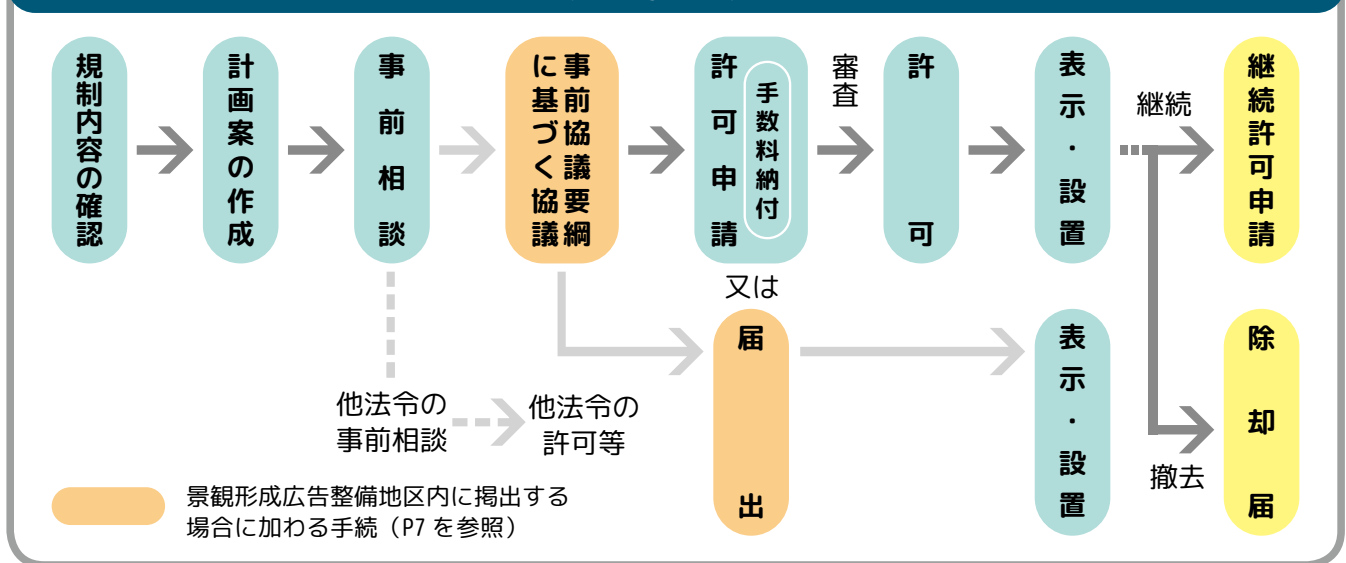 規制内容の確認
計画案の作成
事前相談
事前協議要綱
に基づく協議
許可申請
手数料納付
審査
許可
表示・設置
継続
継続許可申請
又は
届出
表示・設置
撤去
除却届
他法令の
事前相談
他法令の
許可等
景観形成広告整備地区内に掲出する
場合に加わる手続（P7 を参照）